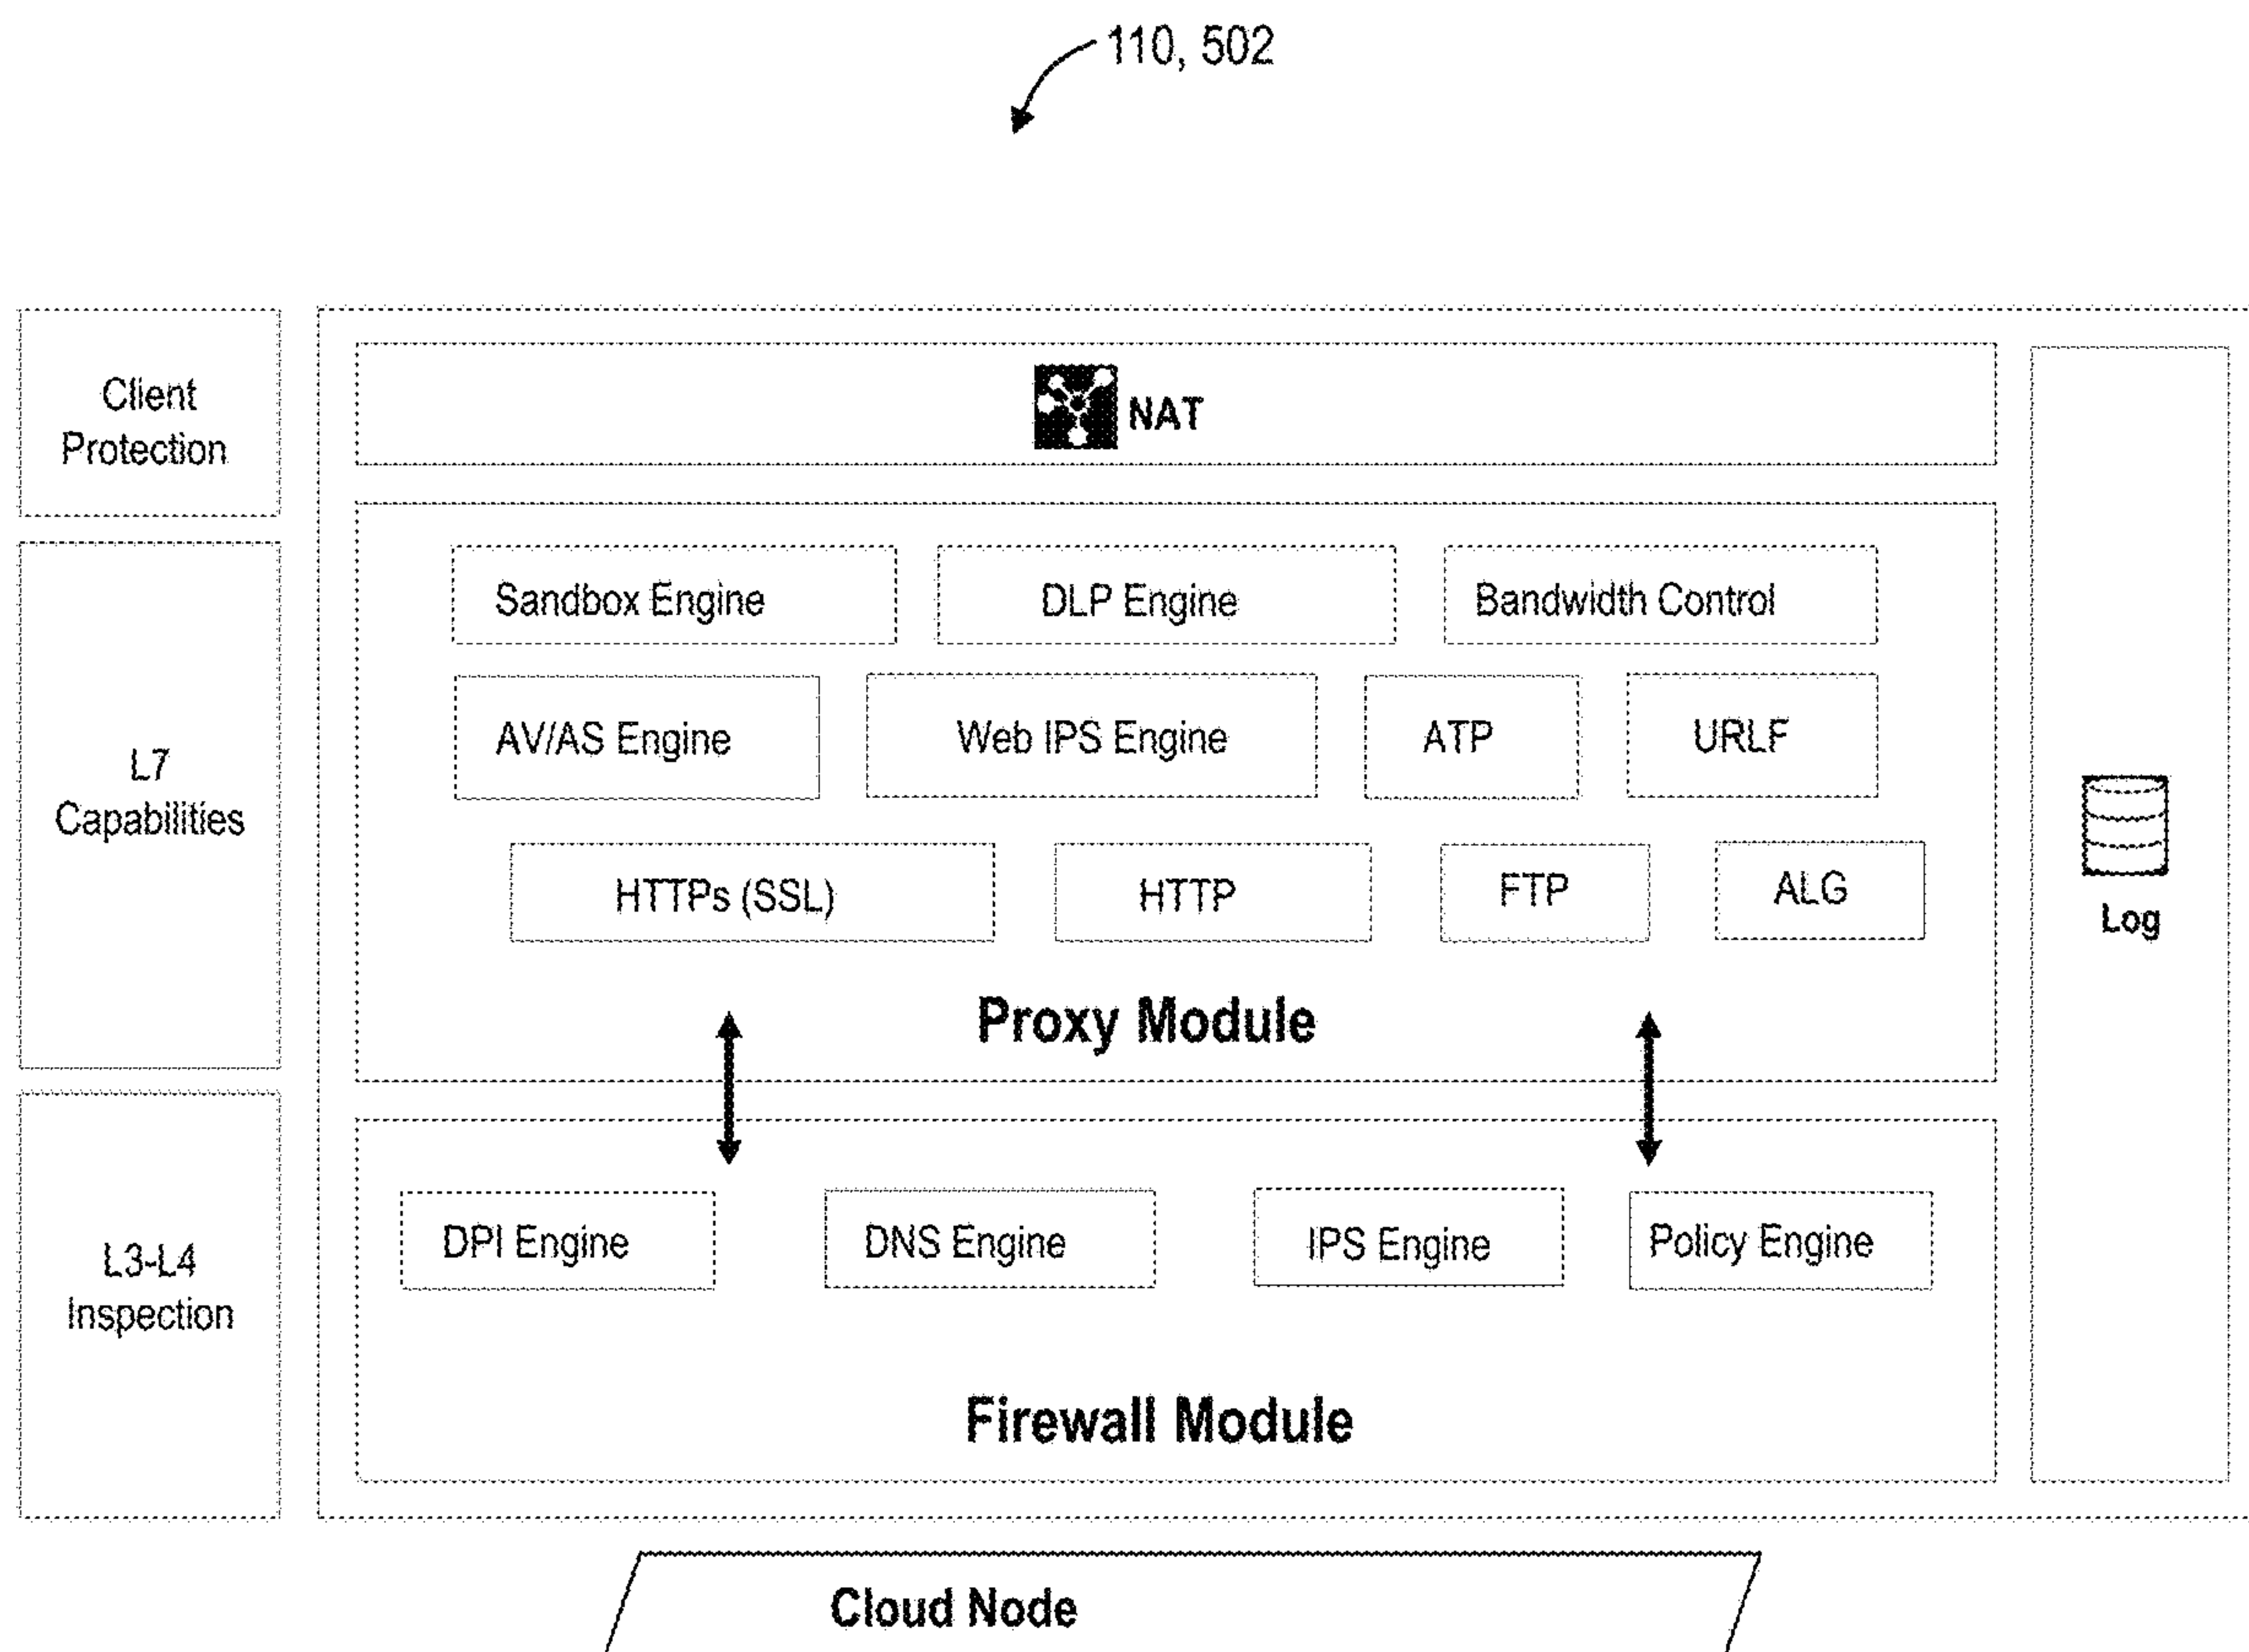 110, 502
Client
Protection
NAT
Sandbox Engine
DLP Engine
Bandwidth Control
AV/AS Engine
Web IPS Engine
ATP
URLF
L7
Capabilities
HTTPs (SSL)
HTTP
FTP
ALG
Log
Proxy Module
L3-L4
Inspection
DPI Engine
DNS Engine
IPS Engine
Policy Engine
Firewall Module
Cloud Node